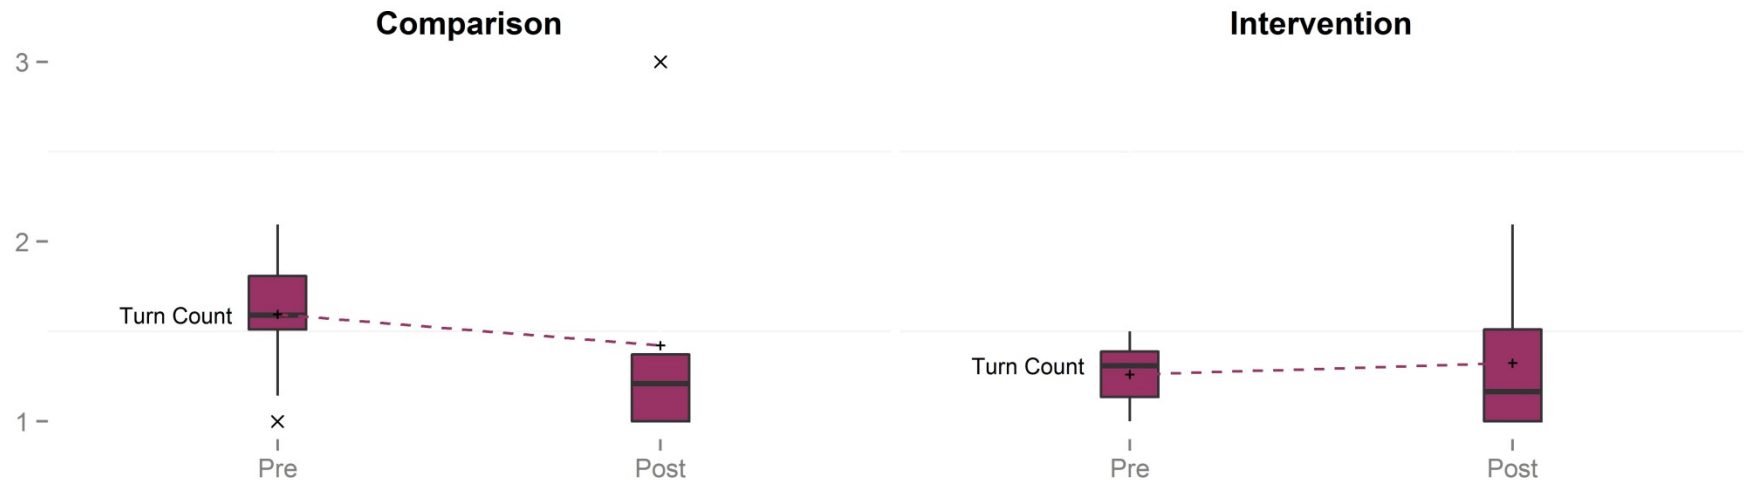 Comparison
Intervention
3
2
1
Turn Count
Turn Count
Pre
Post
Pre
Post